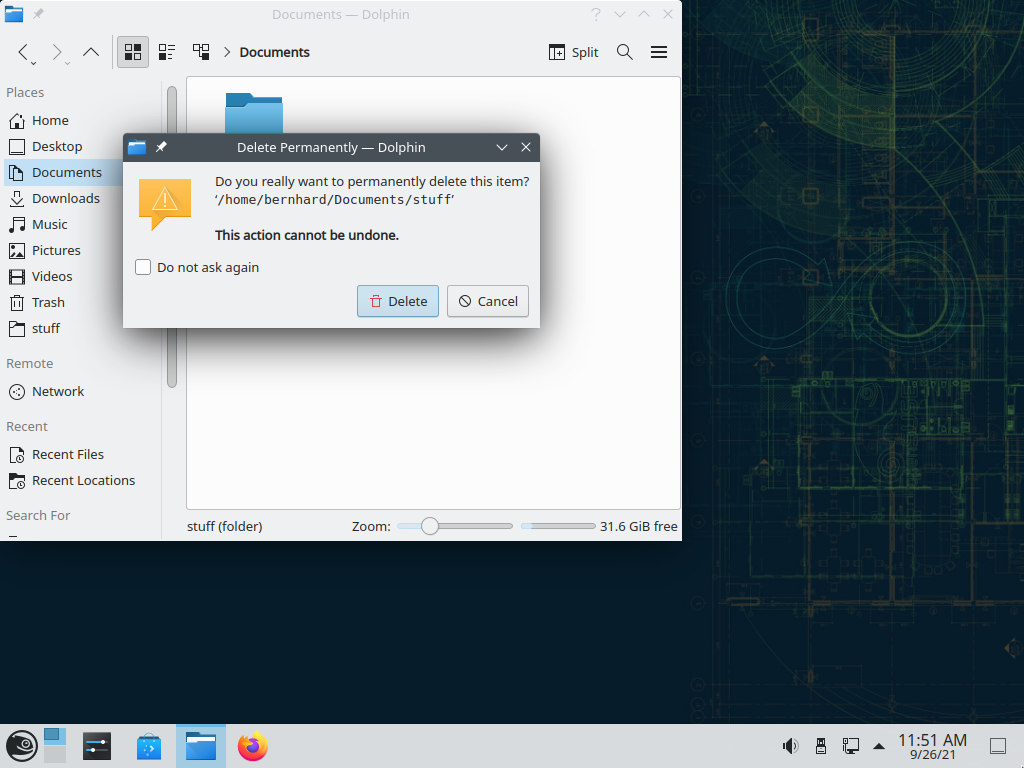 Documents — Dolphin
Documents
Split
Places
Home
Desktop
Documents
Downloads
Music
Pictures
Videos
Trash
stuff
Remote
Network
Recent
Recent Files
Recent Locations
Search For
Delete Permanently — Dolphin
Do you really want to permanently delete this item?
‘/home/bernhard/Documents/stuff’
This action cannot be undone.
Do not ask again
Delete
Cancel
stuff (folder)
Zoom:
31.6 GiB free
11:51 AM
9/26/21